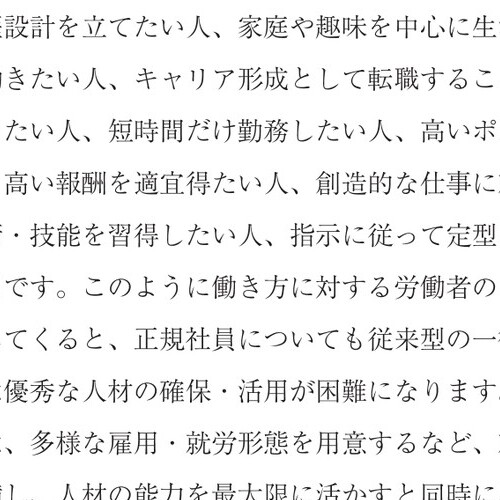 設計を立てたい人、家庭や趣味を中心に生
きたい人、キャリア形成として転職するこ
たい人、短時間だけ勤務したい人、高いポ
高い報酬を適宜得たい人、創造的な仕事に
・技能を習得したい人、指示に従って定型
です。このように働き方に対する労働者の
てくると、正規社員についても従来型の一
優秀な人材の確保・活用が困難になります
、多様な雇用・就労形態を用意するなど、
し、人材の能力を最大限に活かすと同時に